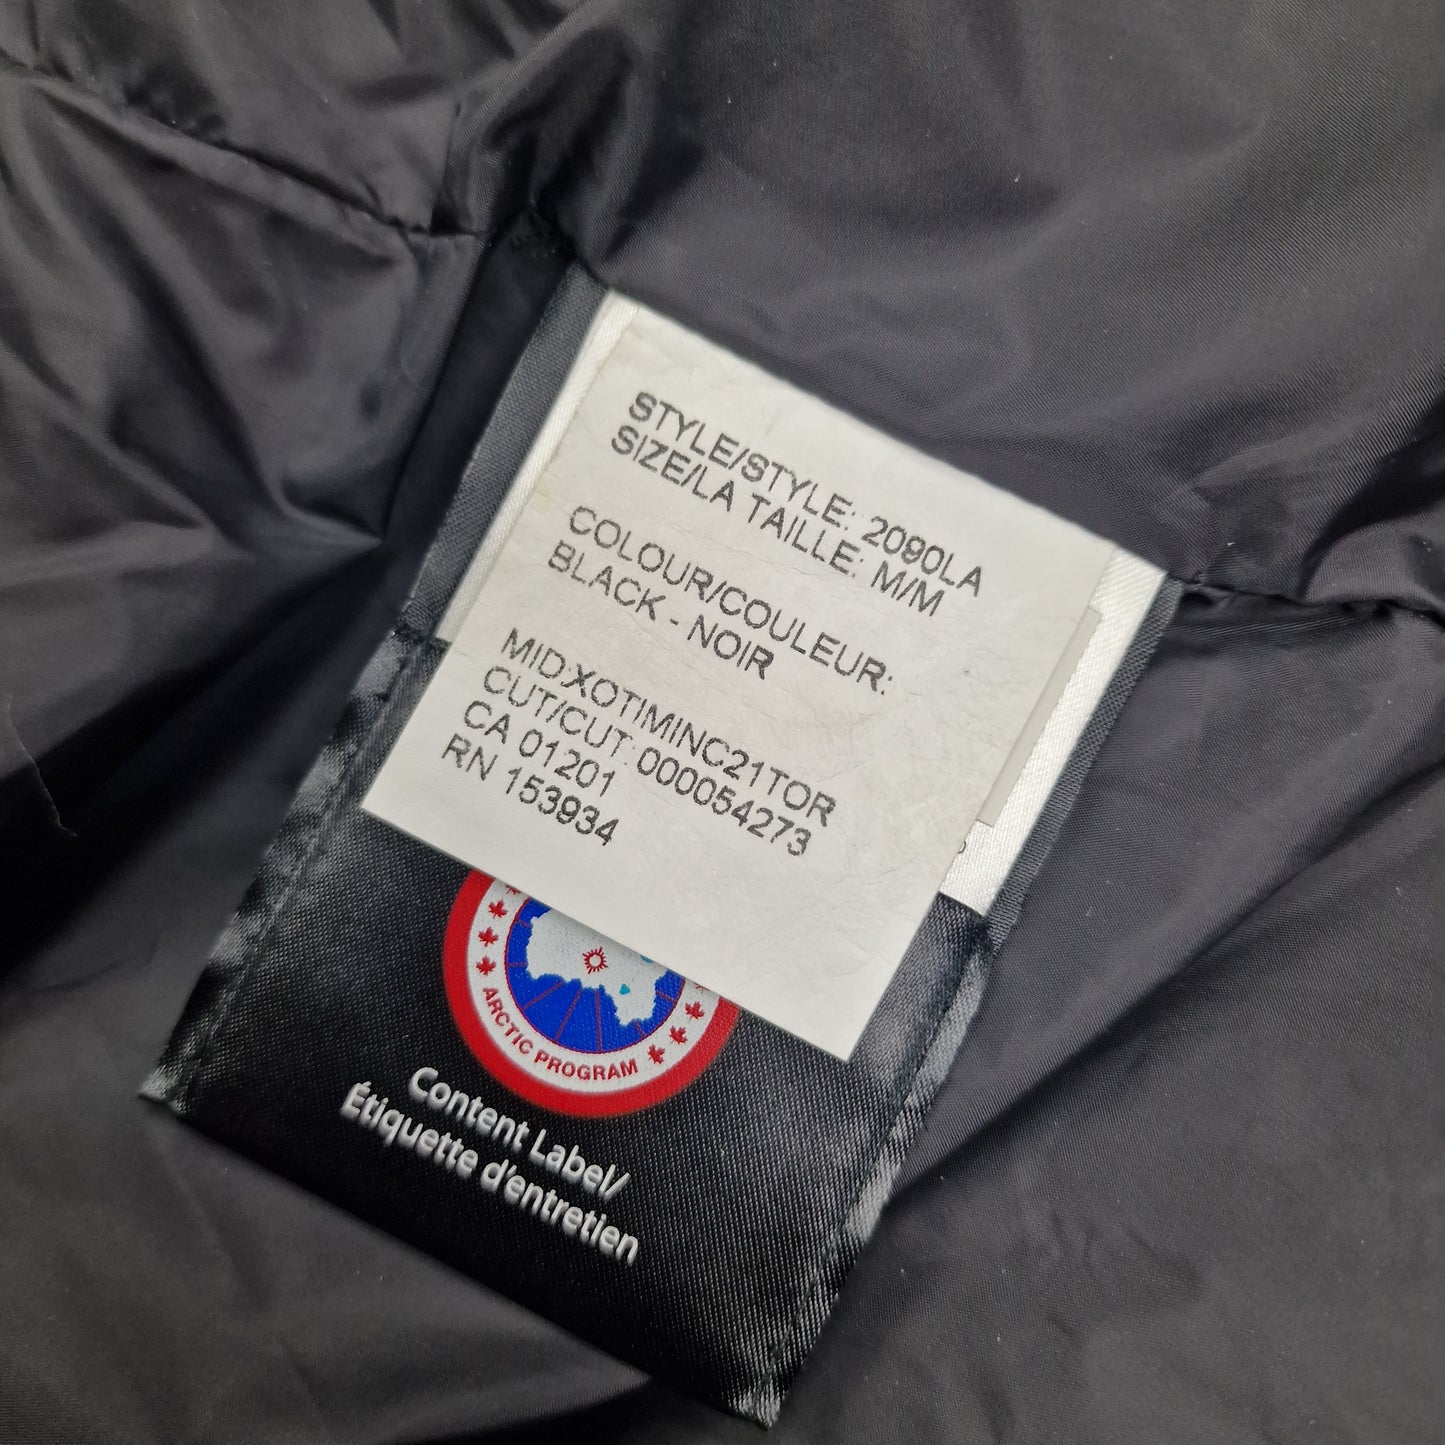 STYLE/STYLE: 2090LA
SIZE/LA TAILLE: M/M
COLOUR/COULEUR:
BLACK - NOIR
MID:XOTIMINC21TOR
CUT/CUT: 000054273
CA 01201
RN 153934
ARCTIC PROGRAM
Content Label/
Étiquette d'entretien